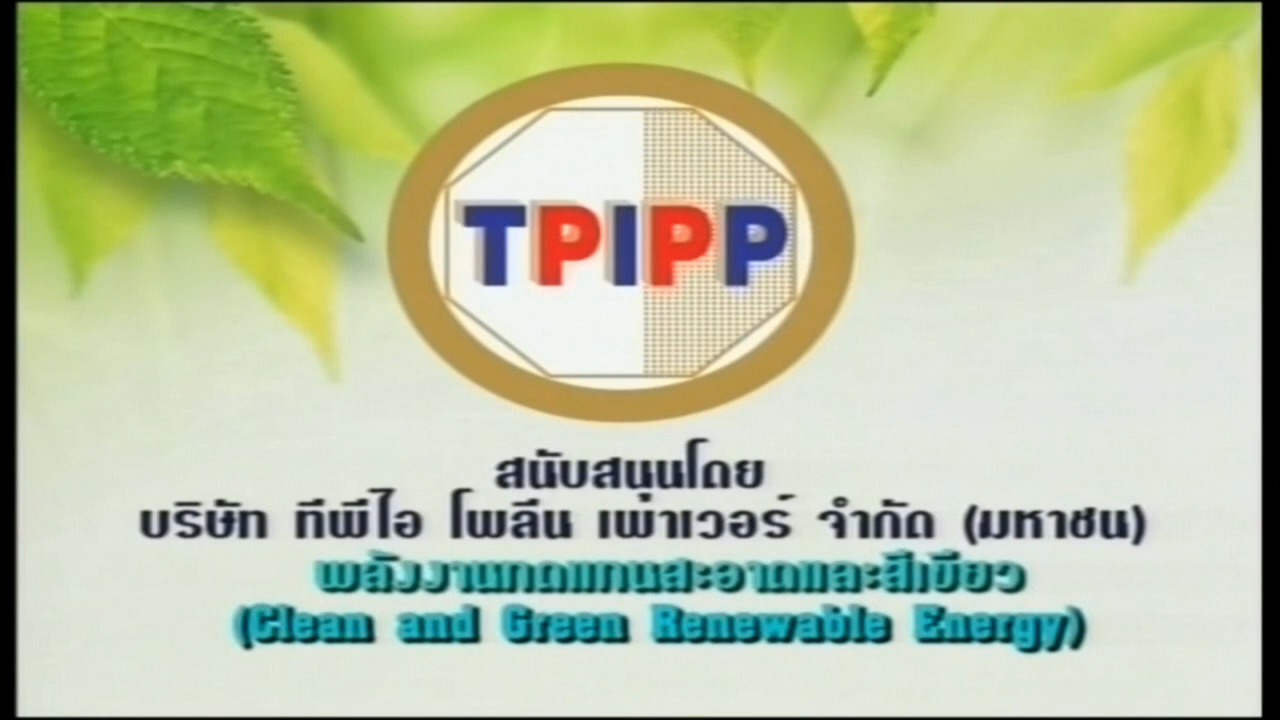 TPIPP
สนับสนุนโดย
บริษัท ทีพีไอ โพลีน เพาเวอร์ จำกัด (มหาชน)
พลังงานทดแทนสะอาดและสีเขียว
(Clean and Green Renewable Energy)